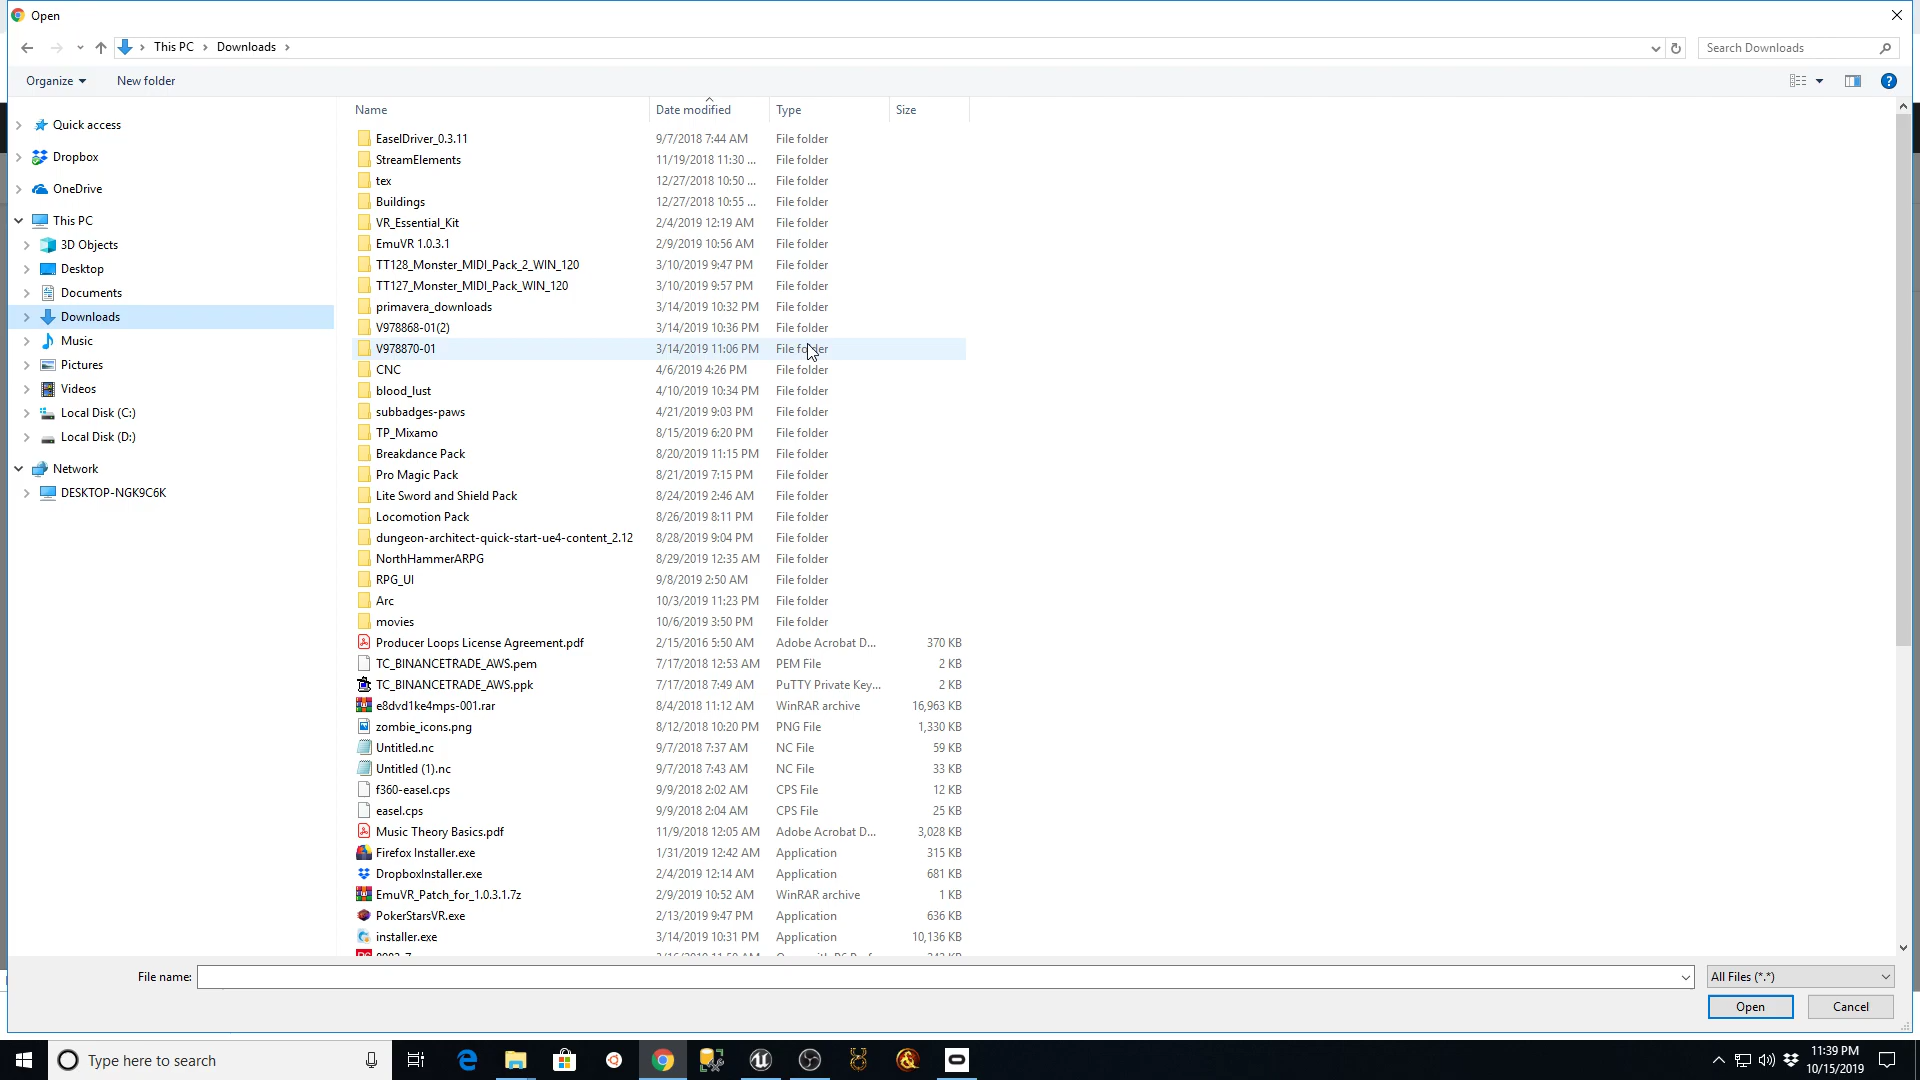 Open
This PC
Downloads
Search Downloads
Organize
New folder
Name
Date modified
Type
Size
Quick access
Dropbox
OneDrive
This PC
3D Objects
Desktop
Documents
Downloads
Music
Pictures
Videos
Local Disk (C:)
Local Disk (D:)
Network
DESKTOP-NGK9C6K
EaselDriver_0.3.11 9/7/2018 7:44 AM File folder
StreamElements 11/19/2018 11:30 ... File folder
tex 12/27/2018 10:50 ... File folder
Buildings 12/27/2018 10:55 ... File folder
VR_Essential_Kit 2/4/2019 12:19 AM File folder
EmuVR 1.0.3.1 2/9/2019 10:56 AM File folder
TT128_Monster_MIDI_Pack_2_WIN_120 3/10/2019 9:47 PM File folder
TT127_Monster_MIDI_Pack_WIN_120 3/10/2019 9:57 PM File folder
primavera_downloads 3/14/2019 10:32 PM File folder
V978868-01(2) 3/14/2019 10:36 PM File folder
V978870-01 3/14/2019 11:06 PM File folder
CNC 4/6/2019 4:26 PM File folder
blood_lust 4/10/2019 10:34 PM File folder
subbadges-paws 4/21/2019 9:03 PM File folder
TP_Mixamo 8/15/2019 6:20 PM File folder
Breakdance Pack 8/20/2019 11:15 PM File folder
Pro Magic Pack 8/21/2019 7:15 PM File folder
Lite Sword and Shield Pack 8/24/2019 2:46 AM File folder
Locomotion Pack 8/26/2019 8:11 PM File folder
dungeon-architect-quick-start-ue4-content_2.12 8/28/2019 9:04 PM File folder
NorthHammerARPG 8/29/2019 12:35 AM File folder
RPG_UI 9/8/2019 2:50 AM File folder
Arc 10/3/2019 11:23 PM File folder
movies 10/6/2019 3:50 PM File folder
Producer Loops License Agreement.pdf 2/15/2016 5:50 AM Adobe Acrobat D... 370 KB
TC_BINANCETRADE_AWS.pem 7/17/2018 12:53 AM PEM File 2 KB
TC_BINANCETRADE_AWS.ppk 7/17/2018 7:49 AM PuTTY Private Key... 2 KB
e8dvd1ke4mps-001.rar 8/4/2018 11:12 AM WinRAR archive 16,963 KB
zombie_icons.png 8/12/2018 10:20 PM PNG File 1,330 KB
Untitled.nc 9/7/2018 7:37 AM NC File 59 KB
Untitled (1).nc 9/7/2018 7:43 AM NC File 33 KB
f360-easel.cps 9/9/2018 2:02 AM CPS File 12 KB
easel.cps 9/9/2018 2:04 AM CPS File 25 KB
Music Theory Basics.pdf 11/9/2018 12:05 AM Adobe Acrobat D... 3,028 KB
Firefox Installer.exe 1/31/2019 12:42 AM Application 315 KB
DropboxInstaller.exe 2/4/2019 12:14 AM Application 681 KB
EmuVR_Patch_for_1.0.3.1.7z 2/9/2019 10:52 AM WinRAR archive 1 KB
PokerStarsVR.exe 2/13/2019 9:47 PM Application 636 KB
installer.exe 3/14/2019 10:31 PM Application 10,136 KB
File name:
All Files (*.*)
Open
Cancel
Type here to search
11:39 PM
10/15/2019